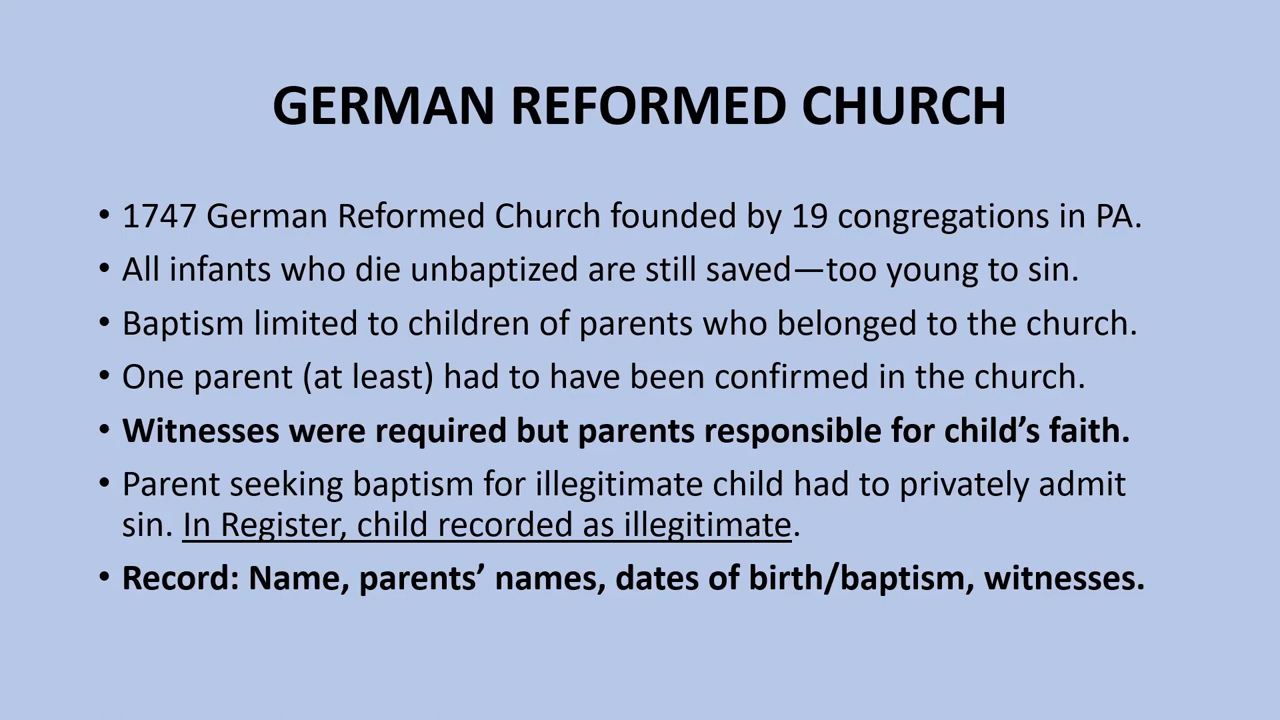 GERMAN REFORMED CHURCH
• 1747 German Reformed Church founded by 19 congregations in PA.
• All infants who die unbaptized are still saved—too young to sin.
• Baptism limited to children of parents who belonged to the church.
• One parent (at least) had to have been confirmed in the church.
• Witnesses were required but parents responsible for child’s faith.
• Parent seeking baptism for illegitimate child had to privately admit
sin. In Register, child recorded as illegitimate.
• Record: Name, parents’ names, dates of birth/baptism, witnesses.